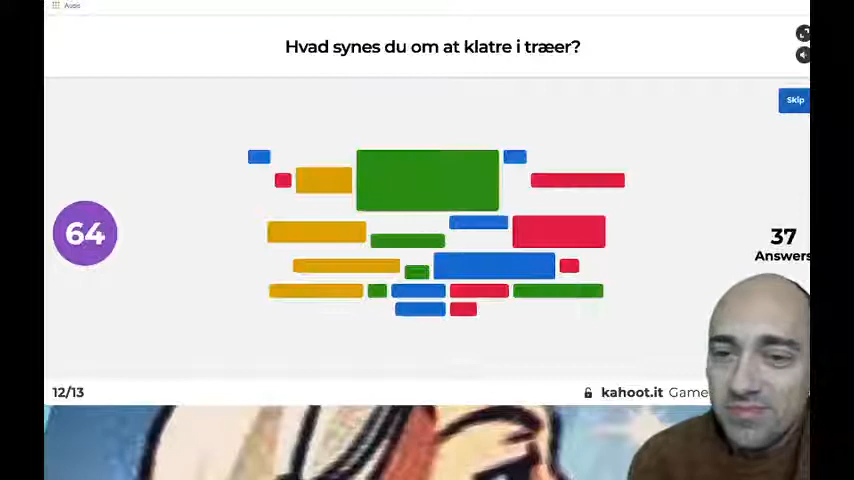 Hvad synes du om at klatre i træer?
Skip
64
37
Answers
12/13
kahoot.it Game